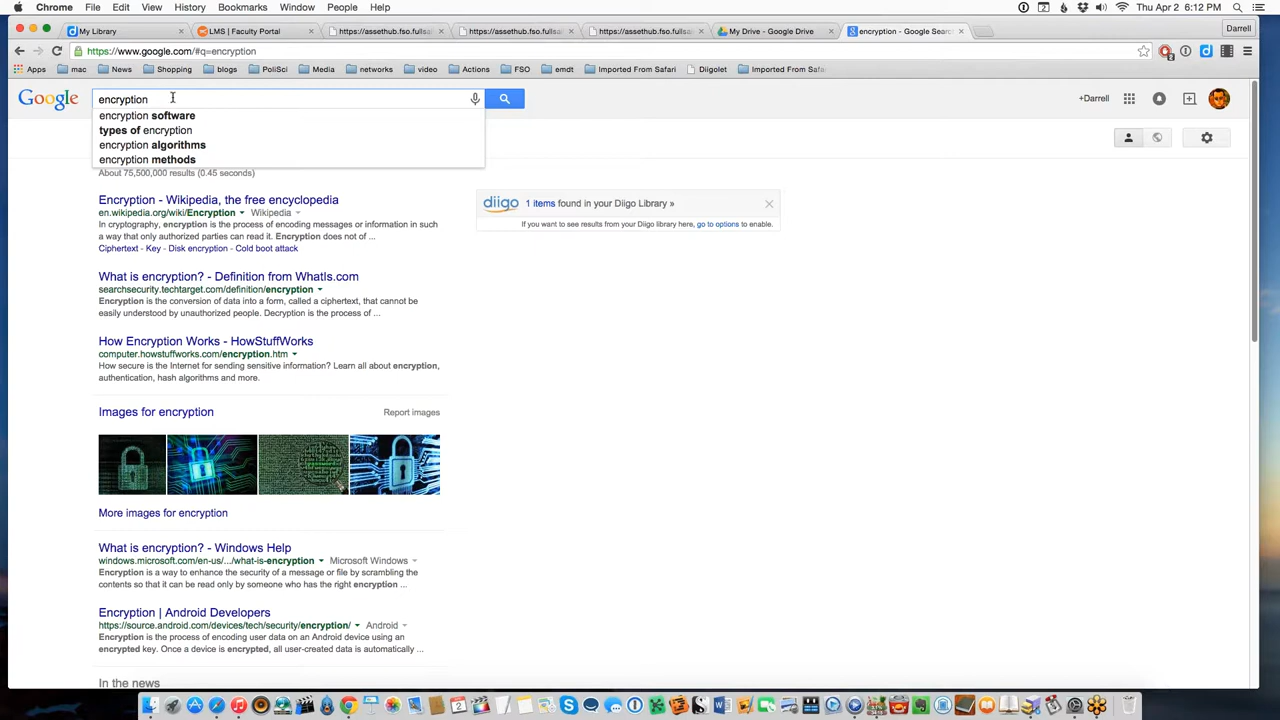 Chrome File Edit View History Bookmarks Window People Help 2 Thu Apr 2 6:12 PM
My Library LMS | Faculty Portal https://assethub.fso.fullsa https://assethub.fso.fullsa https://assethub.fso.fullsa My Drive - Google Drive encryption - Google Sear Darrell
https://www.google.com/#q=encryption
Apps mac News Shopping blogs PoliSci Media networks video Actions FSO emdt Imported From Safari Diigolet Imported From Sa
Google encryption +Darrell
encryption software
types of encryption
encryption algorithms
encryption methods
About 75,500,000 results (0.45 seconds)
Encryption - Wikipedia, the free encyclopedia
en.wikipedia.org/wiki/Encryption Wikipedia
In cryptography, encryption is the process of encoding messages or information in such
a way that only authorized parties can read it. Encryption does not of ...
Ciphertext - Key - Disk encryption - Cold boot attack
diigo 1 items found in your Diigo Library »
If you want to see results from your Diigo library here, go to options to enable.
What is encryption? - Definition from WhatIs.com
searchsecurity.techtarget.com/definition/encryption
Encryption is the conversion of data into a form, called a ciphertext, that cannot be
easily understood by unauthorized people. Decryption is the process of ...
How Encryption Works - HowStuffWorks
computer.howstuffworks.com/encryption.htm
How secure is the Internet for sending sensitive information? Learn all about encryption,
authentication, hash algorithms and more.
Images for encryption Report images
More images for encryption
What is encryption? - Windows Help
windows.microsoft.com/en-us/.../what-is-encryption Microsoft Windows
Encryption is a way to enhance the security of a message or file by scrambling the
contents so that it can be read only by someone who has the right encryption ...
Encryption | Android Developers
https://source.android.com/devices/tech/security/encryption/ Android
Encryption is the process of encoding user data on an Android device using an
encrypted key. Once a device is encrypted, all user-created data is automatically ...
In the news